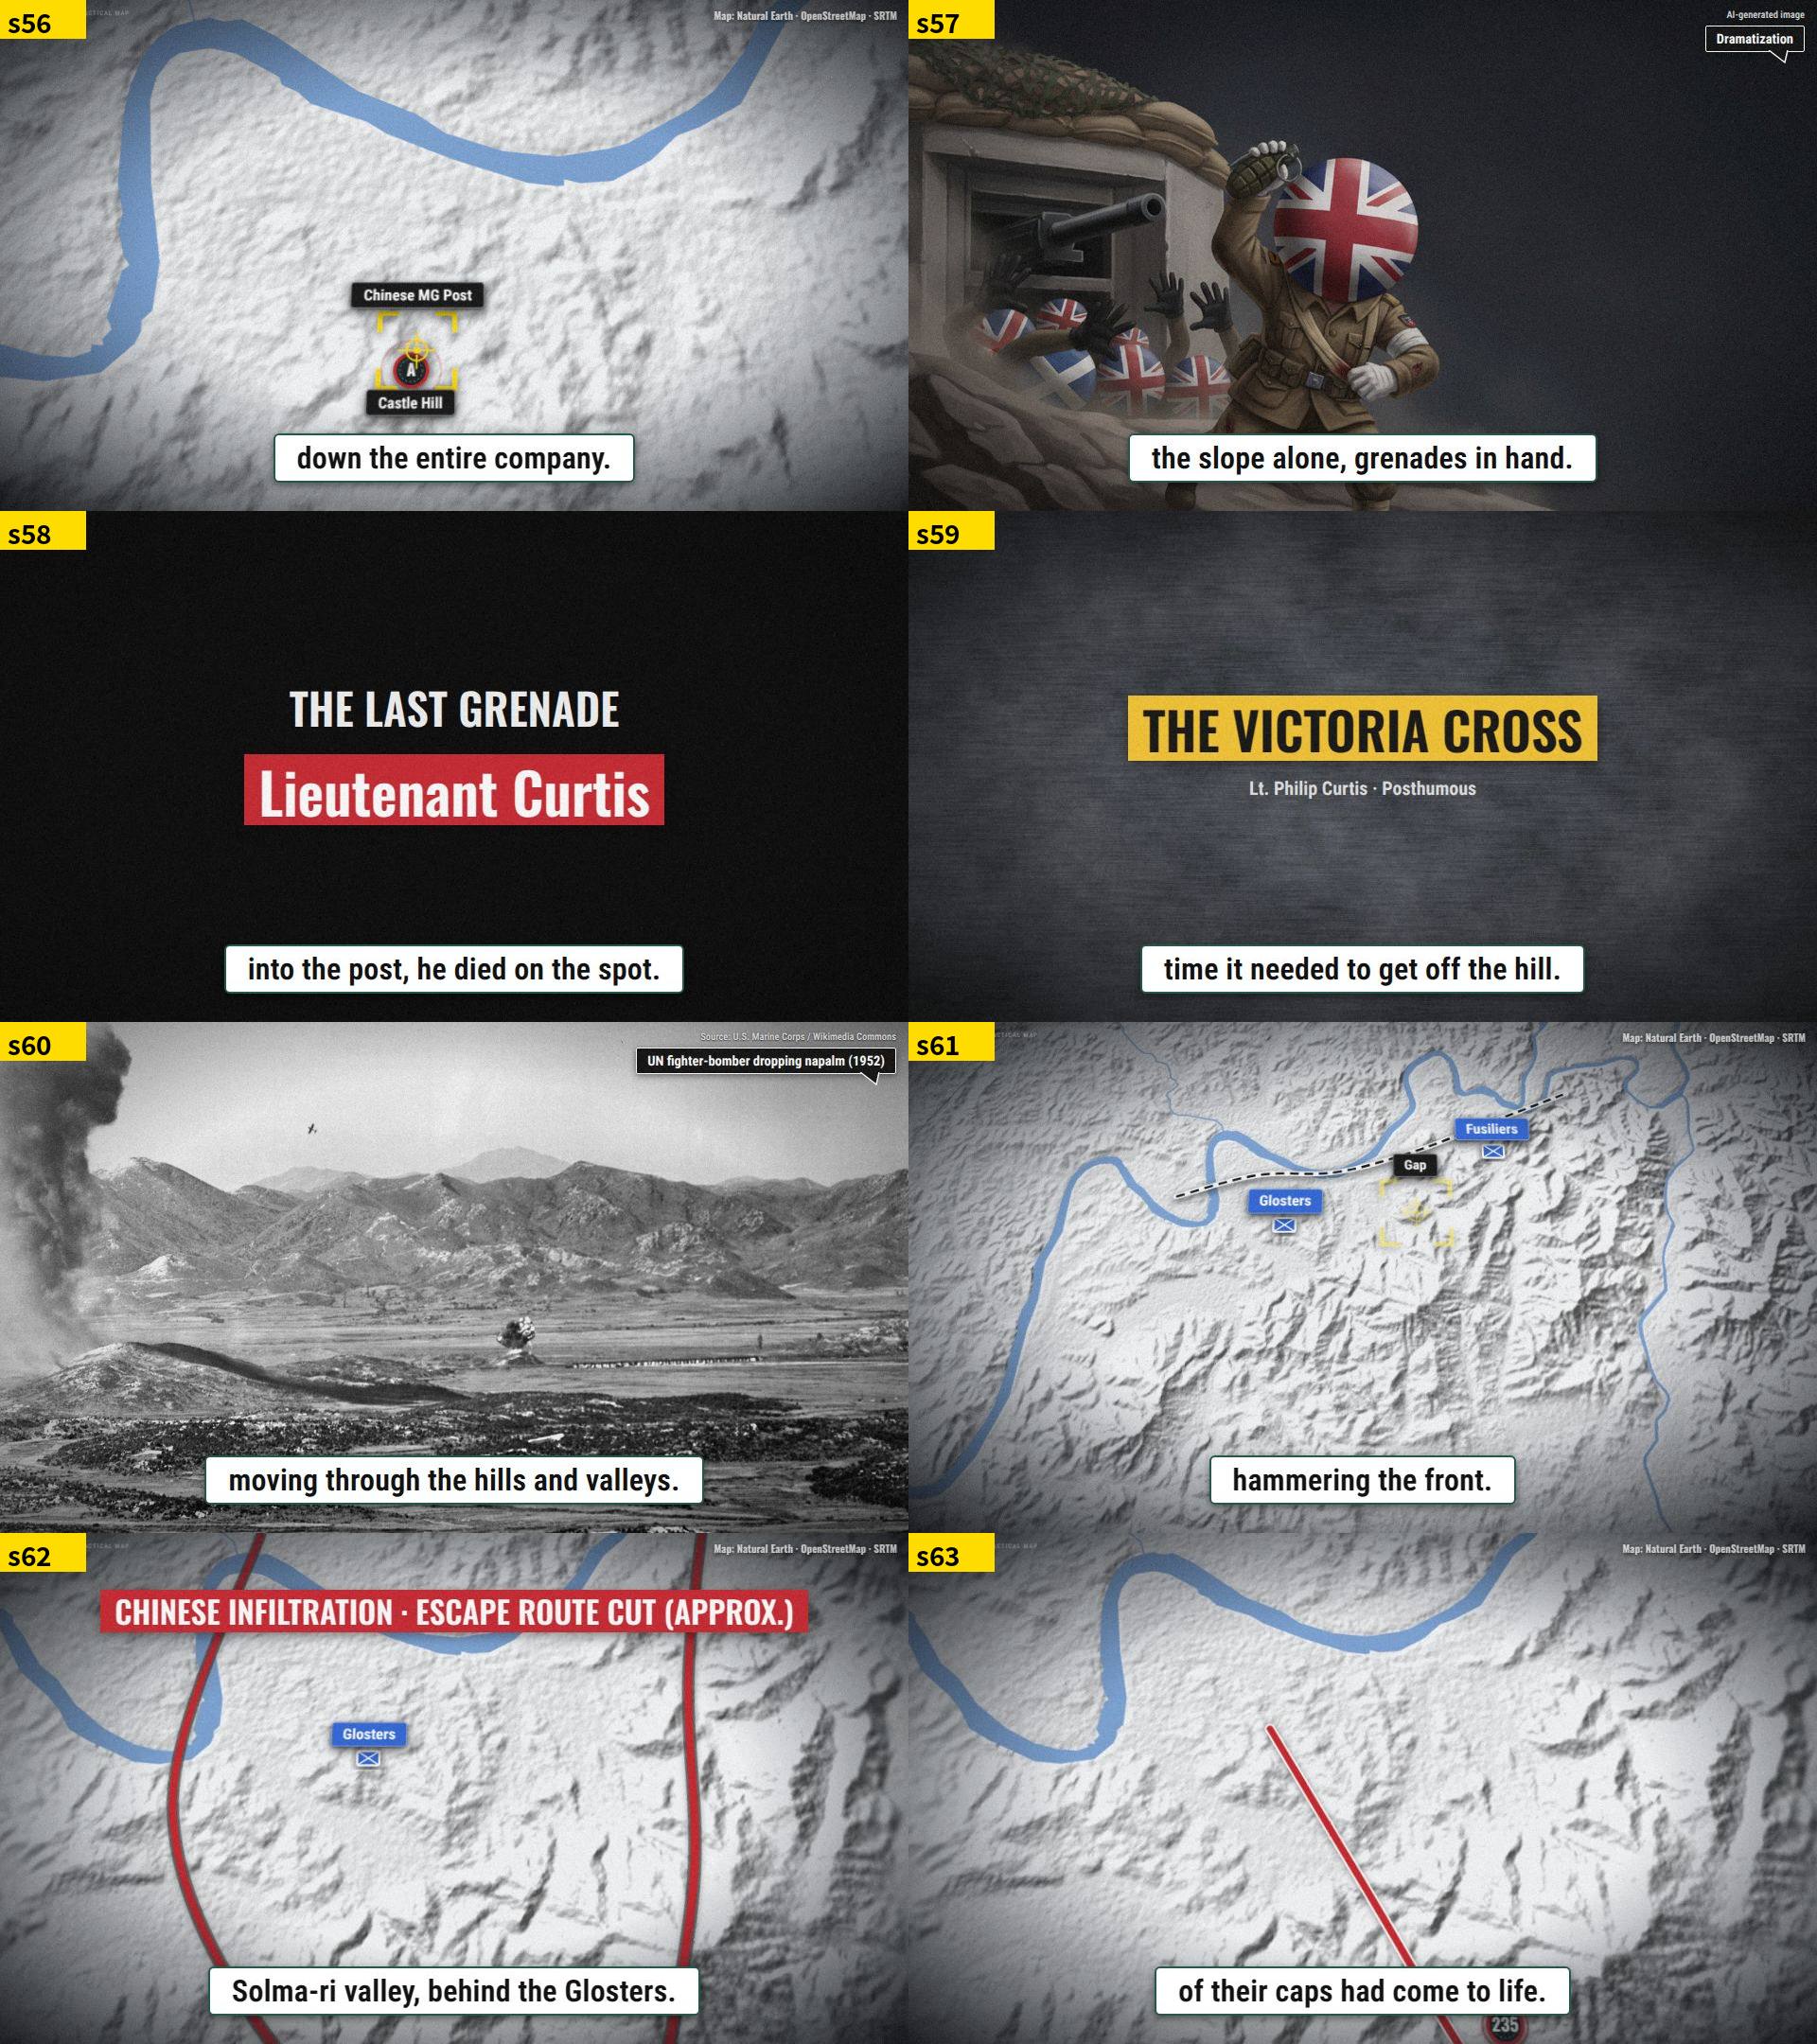 s56
Map: Natural Earth · OpenStreetMap · SRTM
Chinese MG Post
A
Castle Hill
down the entire company.
s57
AI-generated image
Dramatization
the slope alone, grenades in hand.
s58
THE LAST GRENADE
Lieutenant Curtis
into the post, he died on the spot.
s59
THE VICTORIA CROSS
Lt. Philip Curtis · Posthumous
time it needed to get off the hill.
s60
Source: U.S. Marine Corps / Wikimedia Commons
UN fighter-bomber dropping napalm (1952)
moving through the hills and valleys.
s61
Map: Natural Earth · OpenStreetMap · SRTM
Fusiliers
Gap
Glosters
hammering the front.
s62
Map: Natural Earth · OpenStreetMap · SRTM
CHINESE INFILTRATION · ESCAPE ROUTE CUT (APPROX.)
Glosters
Solma-ri valley, behind the Glosters.
s63
Map: Natural Earth · OpenStreetMap · SRTM
of their caps had come to life.
235